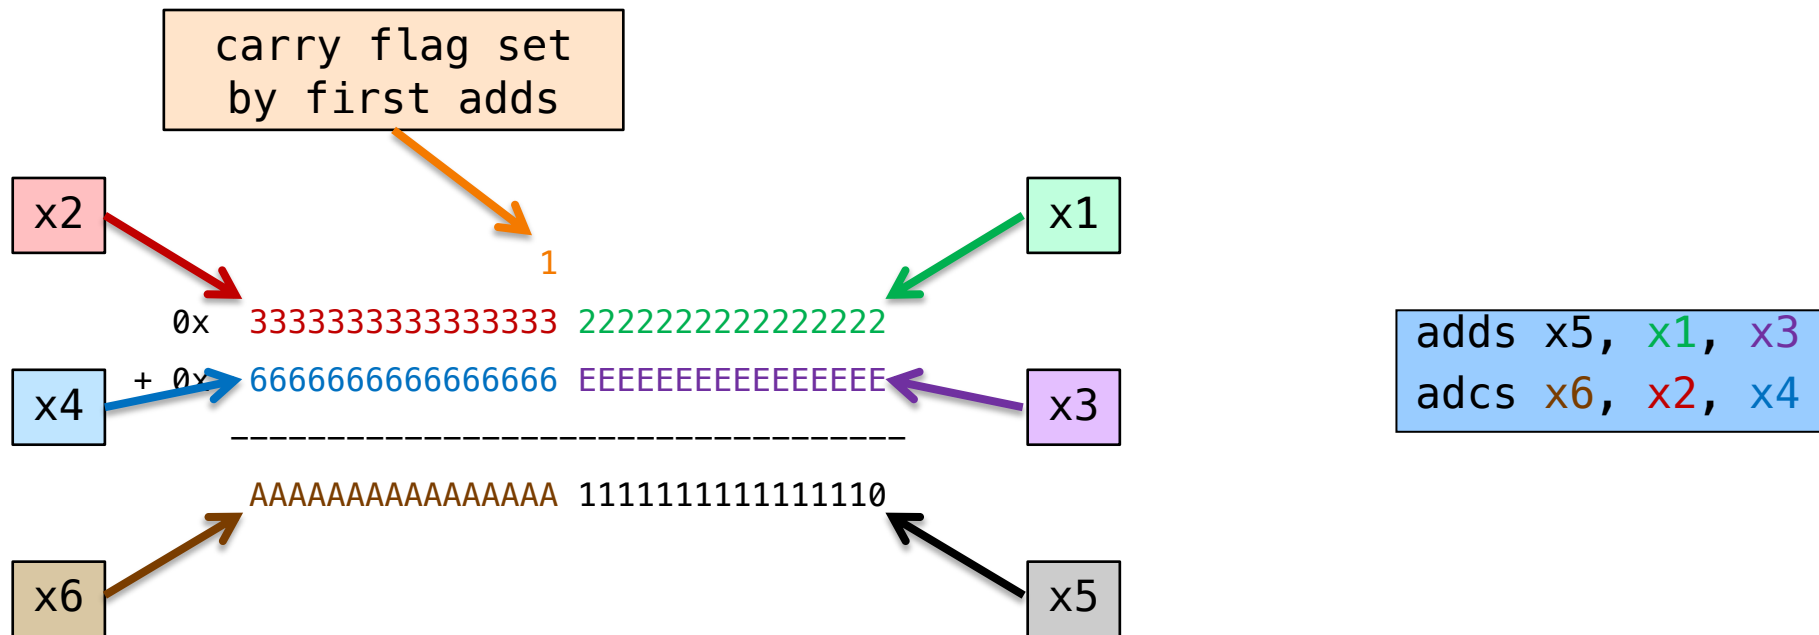 carry flag set
by first adds
x2
x1
1
0x 3333333333333333 2222222222222222
adds x5, x1, x3
+ 0x 6666666666666666 EEEEEEEEEEEEEEEE
adcs x6, x2, x4
x4
x3
-----------------------------------
AAAAAAAAAAAAAAAA 1111111111111110
x6
x5